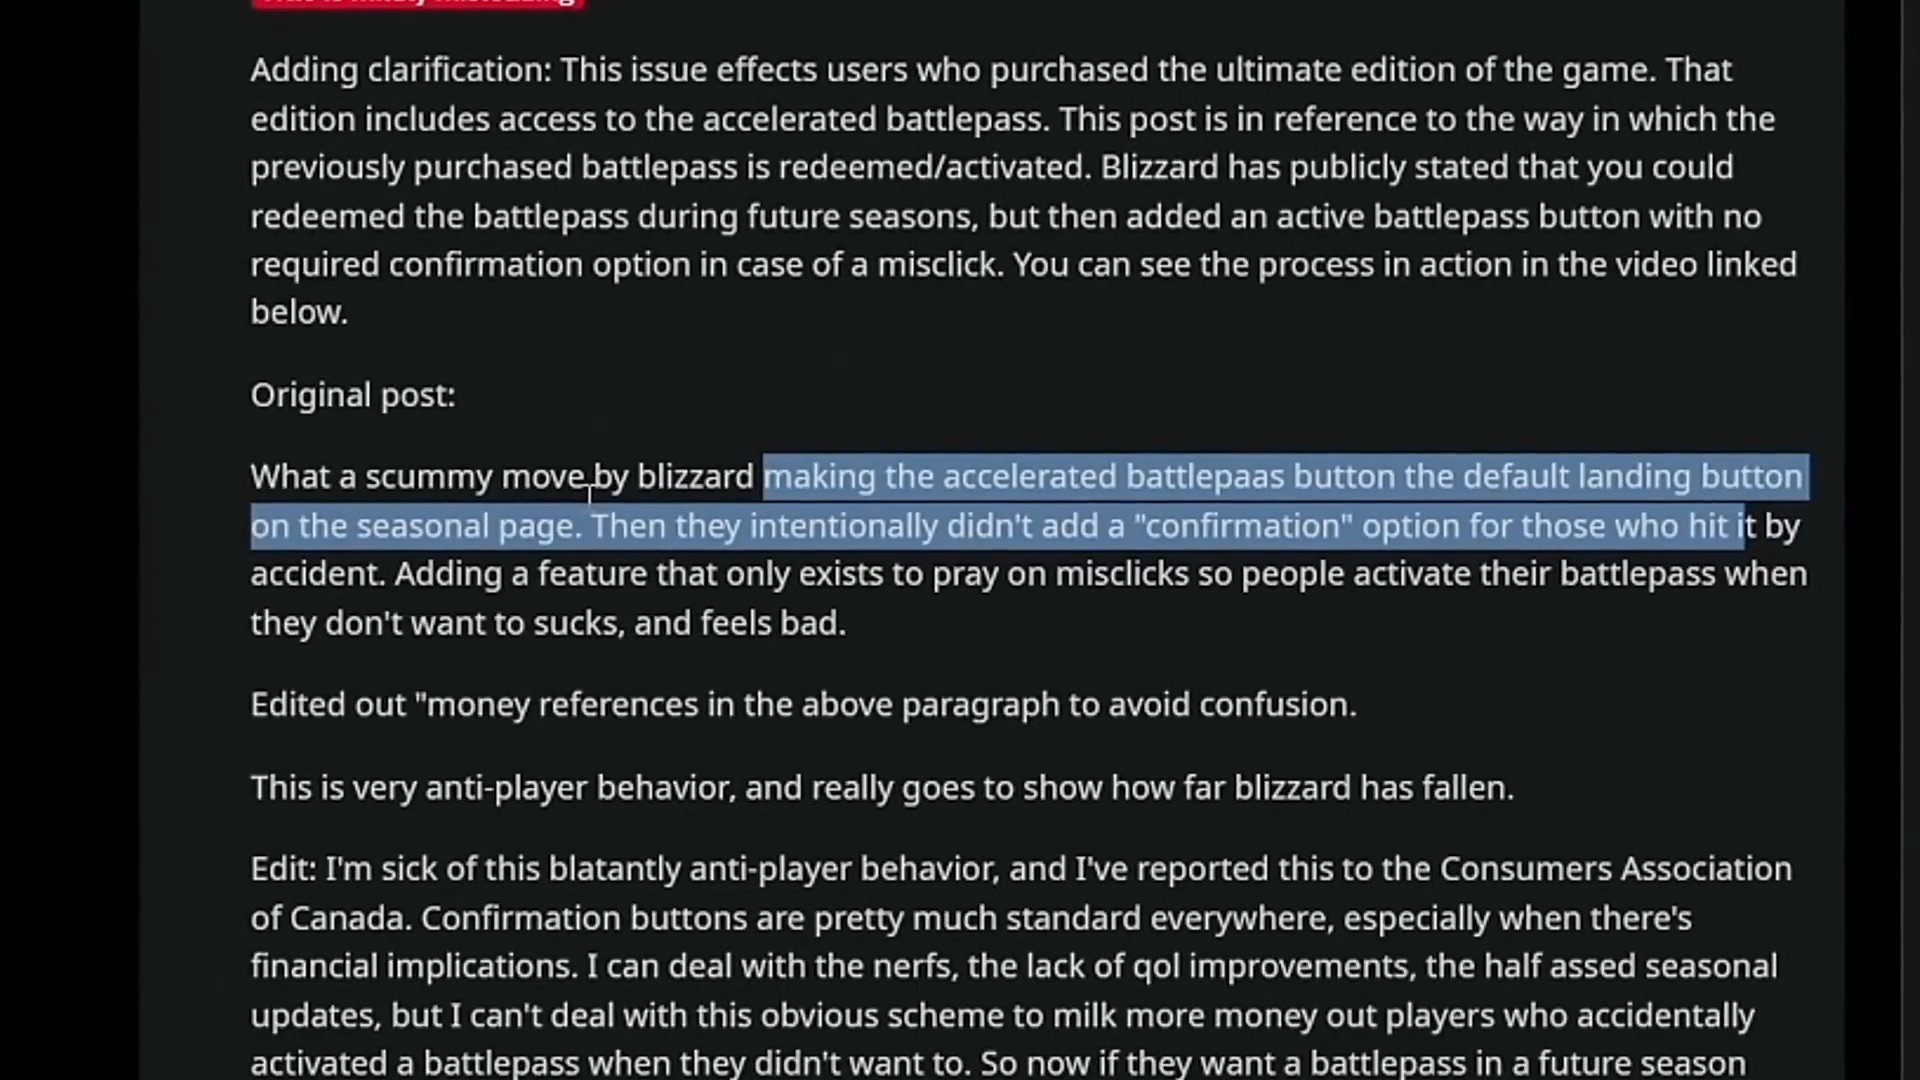 Adding clarification: This issue effects users who purchased the ultimate edition of the game. That
edition includes access to the accelerated battlepass. This post is in reference to the way in which the
previously purchased battlepass is redeemed/activated. Blizzard has publicly stated that you could
redeemed the battlepass during future seasons, but then added an active battlepass button with no
required confirmation option in case of a misclick. You can see the process in action in the video linked
below.
Original post:
What a scummy move by blizzard making the accelerated battlepaas button the default landing button
on the seasonal page. Then they intentionally didn't add a "confirmation" option for those who hit it by
accident. Adding a feature that only exists to pray on misclicks so people activate their battlepass when
they don't want to sucks, and feels bad.
Edited out "money references in the above paragraph to avoid confusion.
This is very anti-player behavior, and really goes to show how far blizzard has fallen.
Edit: I'm sick of this blatantly anti-player behavior, and I've reported this to the Consumers Association
of Canada. Confirmation buttons are pretty much standard everywhere, especially when there's
financial implications. I can deal with the nerfs, the lack of qol improvements, the half assed seasonal
updates, but I can't deal with this obvious scheme to milk more money out players who accidentally
activated a battlepass when they didn't want to. So now if they want a battlepass in a future season